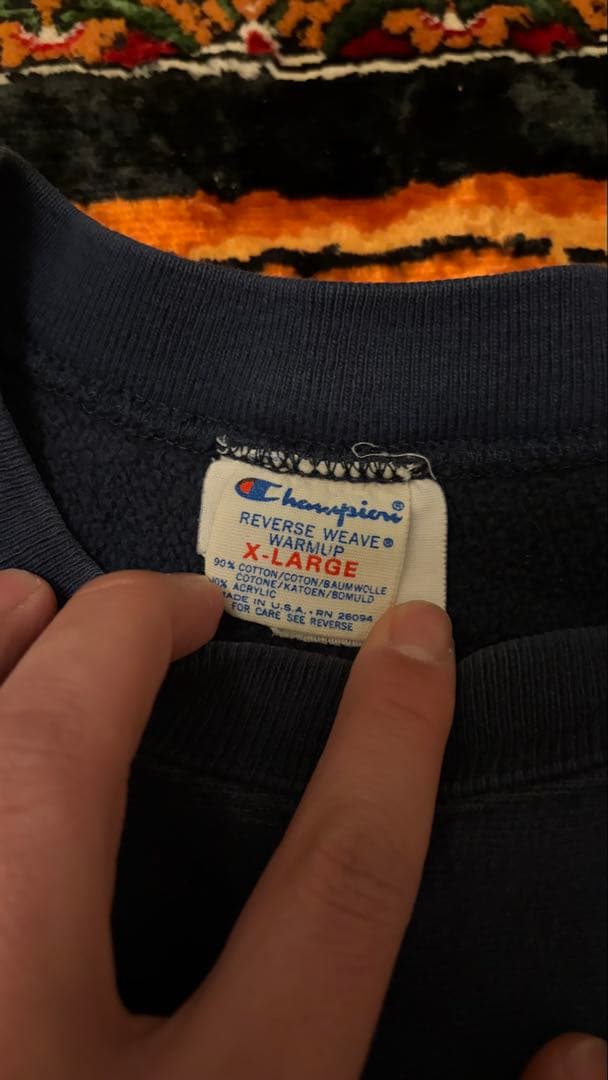 Champion®
REVERSE WEAVE®
WARMUP
X-LARGE
90% COTTON/COTON/BAUMWOLLE
COTONE/KATOEN/BOMULD
10% ACRYLIC
MADE IN U.S.A. • RN 26094
FOR CARE SEE REVERSE